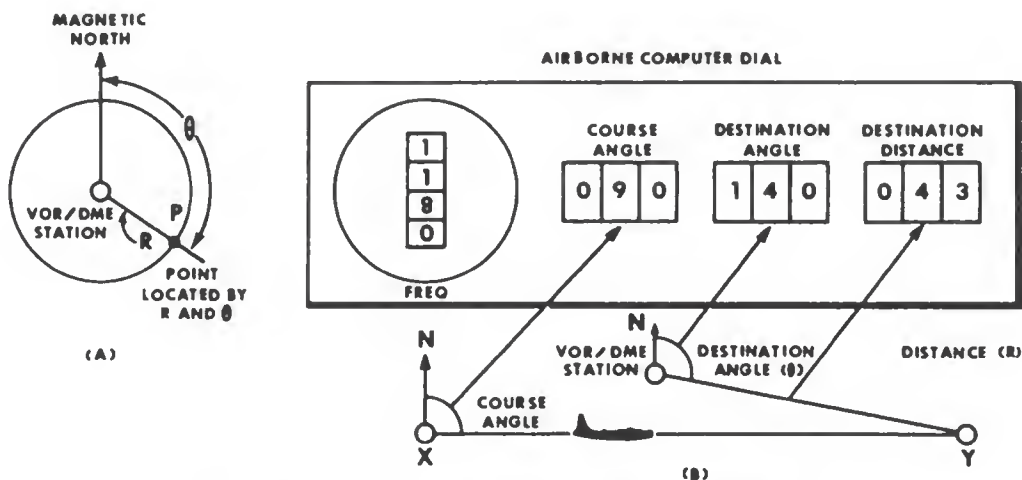 MAGNETIC
NORTH
θ
P
R
VOR/DME
STATION
POINT
LOCATED BY
R AND θ
(A)
AIRBORNE COMPUTER DIAL
1
1
8
0
FREQ
COURSE
ANGLE
0 9 0
DESTINATION
ANGLE
1 4 0
DESTINATION
DISTANCE
0 4 3
N
COURSE
ANGLE
X
N
VOR/DME
STATION
DESTINATION
ANGLE (θ)
DISTANCE (R)
Y
(B)